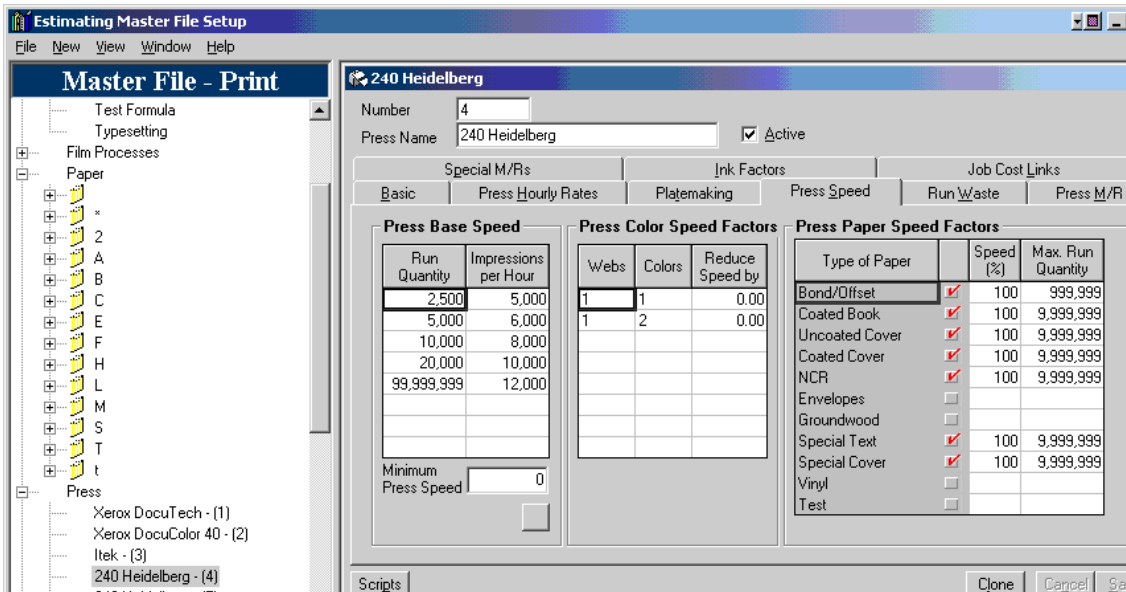 Estimating Master File Setup
File New View Window Help
Master File - Print
Test Formula
Typesetting
Film Processes
Paper
*
2
A
B
C
E
F
H
L
M
S
T
t
Press
Xerox DocuTech - (1)
Xerox DocuColor 40 - (2)
Itek - (3)
240 Heidelberg - (4)
240 Heidelberg
Number 4
Press Name 240 Heidelberg Active
Special M/Rs Ink Factors Job Cost Links
Basic Press Hourly Rates Platemaking Press Speed Run Waste Press M/R
Press Base Speed
Run Quantity Impressions per Hour
2,500 5,000
5,000 6,000
10,000 8,000
20,000 10,000
99,999,999 12,000
Minimum Press Speed 0
Press Color Speed Factors
Webs Colors Reduce Speed by
1 1 0.00
1 2 0.00
Press Paper Speed Factors
Type of Paper Speed (%) Max. Run Quantity
Bond/Offset 100 999,999
Coated Book 100 9,999,999
Uncoated Cover 100 9,999,999
Coated Cover 100 9,999,999
NCR 100 9,999,999
Envelopes
Groundwood
Special Text 100 9,999,999
Special Cover 100 9,999,999
Vinyl
Test
Scripts Clone Cancel Sa